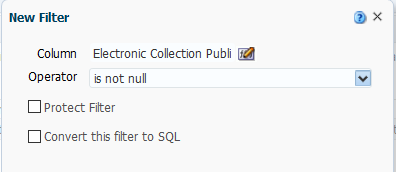 New Filter
Column Electronic Collection Publi
Operator is not null
Protect Filter
Convert this filter to SQL